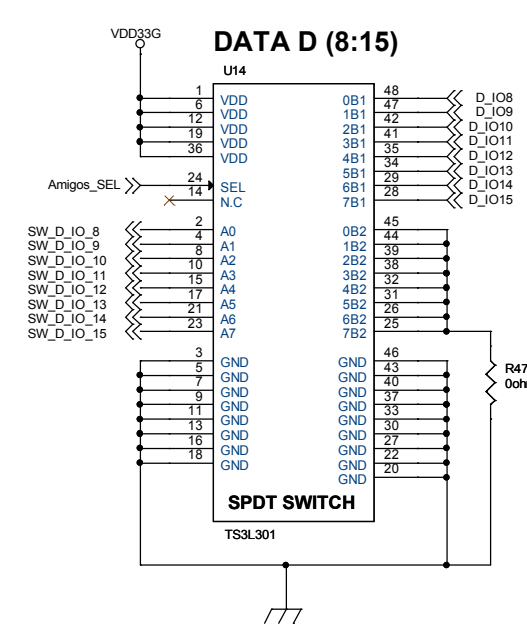 VDD33G
DATA D (8:15)
U14
1 VDD 0B1 48 D_IO8
6 VDD 1B1 47 D_IO9
12 VDD 2B1 42 D_IO10
19 VDD 3B1 41 D_IO11
36 VDD 4B1 35 D_IO12
5B1 34 D_IO13
Amigos_SEL 24 SEL 6B1 29 D_IO14
14 N.C 7B1 28 D_IO15
SW_D_IO_8 2 A0 0B2 45
SW_D_IO_9 4 A1 1B2 44
SW_D_IO_10 8 A2 2B2 39
SW_D_IO_11 10 A3 3B2 38
SW_D_IO_12 15 A4 4B2 32
SW_D_IO_13 17 A5 5B2 31
SW_D_IO_14 21 A6 6B2 26
SW_D_IO_15 23 A7 7B2 25
3 GND GND 46
5 GND GND 43
7 GND GND 40
9 GND GND 37
11 GND GND 33
13 GND GND 30
16 GND GND 27
18 GND GND 22
GND 20
R47
SPDT SWITCH
TS3L301